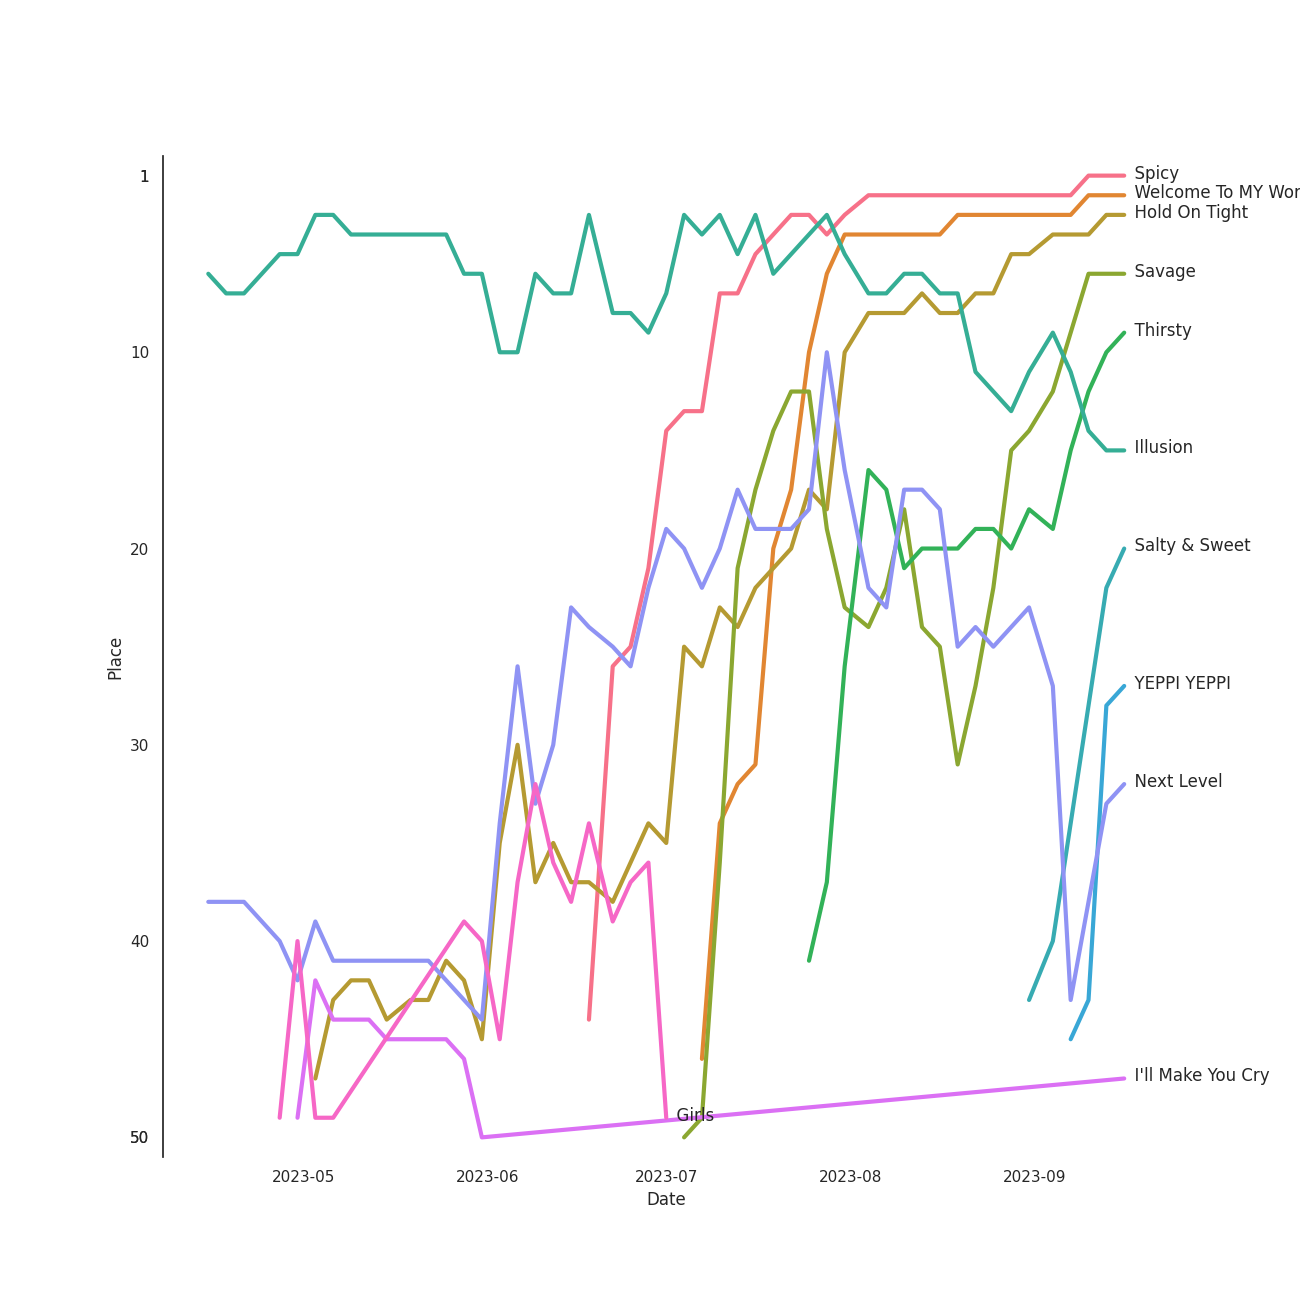 1
Spicy
Welcome To MY Wor
Hold On Tight
Savage
10
Thirsty
Illusion
20
Salty & Sweet
Place
30
YEPPI YEPPI
Next Level
40
I'll Make You Cry
Girls
50
2023-05 2023-06 2023-07 2023-08 2023-09
Date